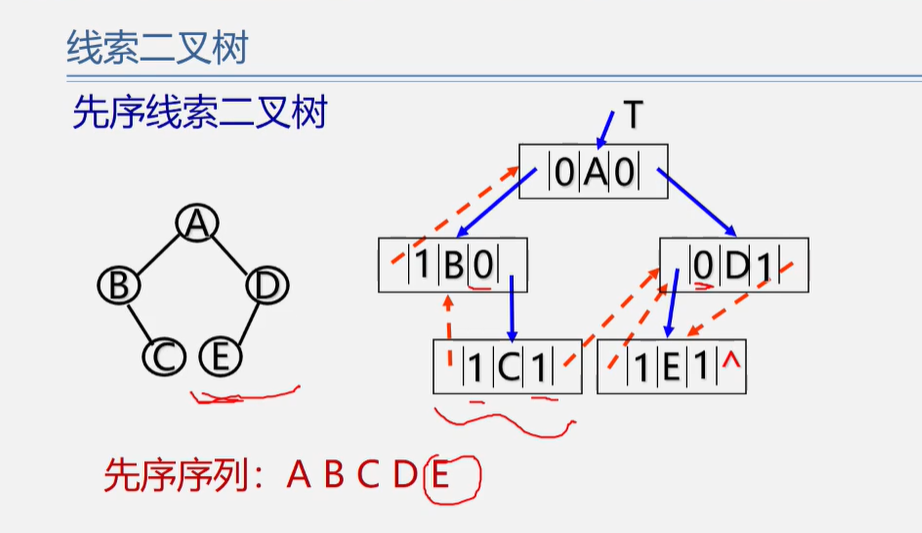 线索二叉树
先序线索二叉树
T
0 A 0
A
B
D
C
E
1 B 0
0 D 1
1 C 1
1 E 1 ^
先序序列：A B C D E